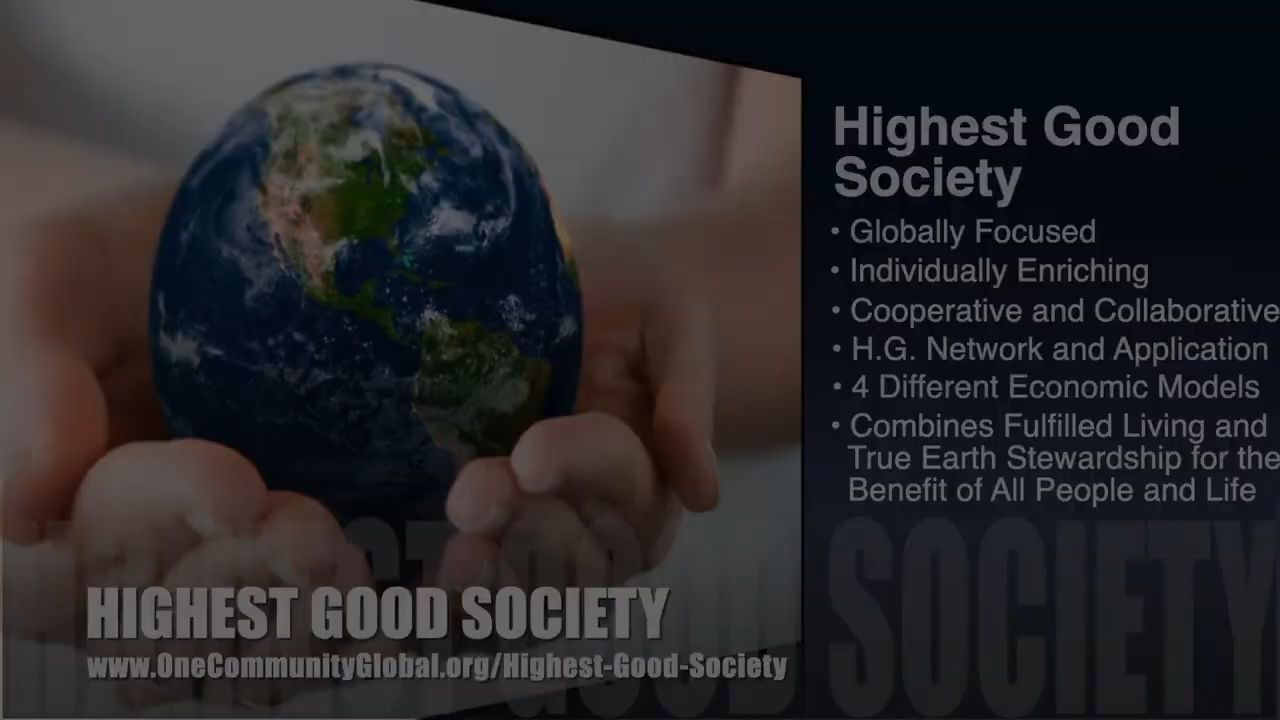 Highest Good
Society
• Globally Focused
• Individually Enriching
• Cooperative and Collaborative
• H.G. Network and Application
• 4 Different Economic Models
• Combines Fulfilled Living and
True Earth Stewardship for the
Benefit of All People and Life
HIGHEST GOOD SOCIETY
HIGHEST GOOD SOCIETY
www.OneCommunityGlobal.org/Highest-Good-Society